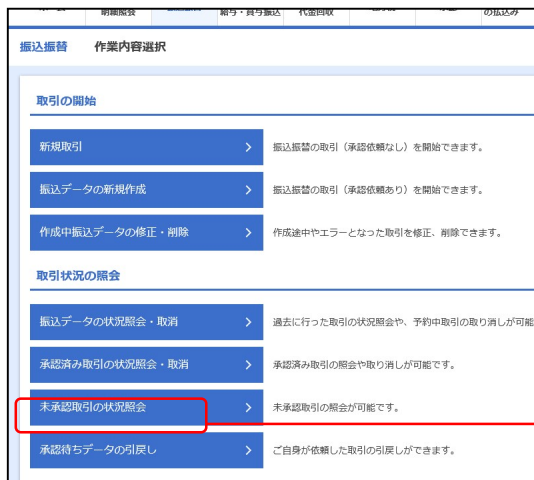 明細照会 給与・賞与振込 代金回収 の払込み
振込振替 作業内容選択
取引の開始
新規取引 > 振込振替の取引（承認依頼なし）を開始できます。
振込データの新規作成 > 振込振替の取引（承認依頼あり）を開始できます。
作成中振込データの修正・削除 > 作成途中やエラーとなった取引を修正、削除できます。
取引状況の照会
振込データの状況照会・取消 > 過去に行った取引の状況照会や、予約中取引の取り消しが可能
承認済み取引の状況照会・取消 > 承認済み取引の照会や取り消しが可能です。
未承認取引の状況照会 > 未承認取引の照会が可能です。
承認待ちデータの引戻し > ご自身が依頼した取引の引戻しができます。